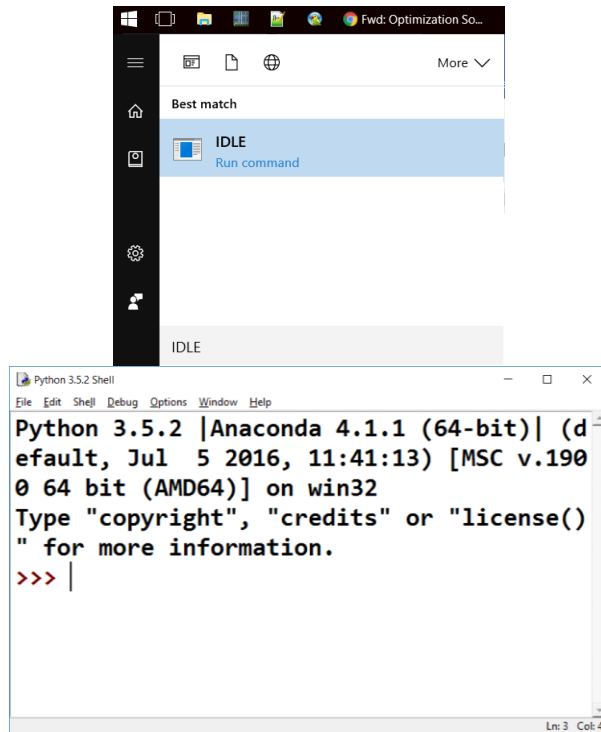 Fwd: Optimization So...
More
Best match
IDLE
Run command
IDLE
Python 3.5.2 Shell
File Edit Shell Debug Options Window Help
Python 3.5.2 |Anaconda 4.1.1 (64-bit)| (d
efault, Jul  5 2016, 11:41:13) [MSC v.190
0 64 bit (AMD64)] on win32
Type "copyright", "credits" or "license()
" for more information.
>>>
Ln: 3 Col: 4